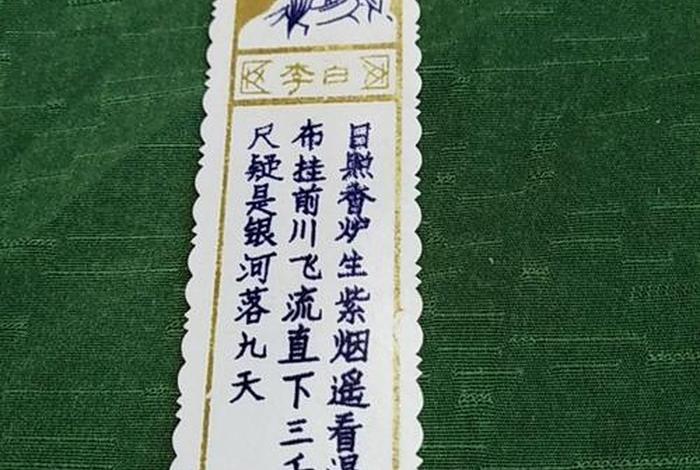 李白
日照香炉生紫烟遥看
布挂前川飞流直下三千
尺疑是银河落九天